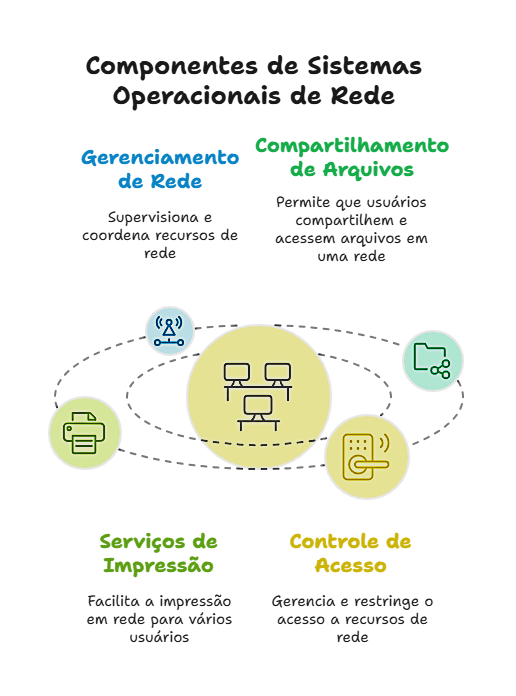 Componentes de Sistemas
Operacionais de Rede
Gerenciamento
de Rede
Supervisiona e
coordena recursos de
rede
Compartilhamento
de Arquivos
Permite que usuários
compartilhem e
acessem arquivos em
uma rede
Serviços de
Impressão
Facilita a impressão
em rede para vários
usuários
Controle de
Acesso
Gerencia e restringe o
acesso a recursos de
rede